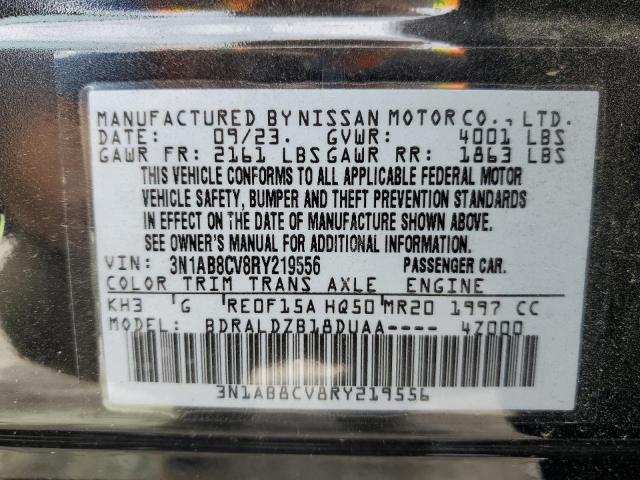 MANUFACTURED BY NISSAN MOTOR CO., LTD.
DATE: 09/23. GVWR: 4001 LBS
GAWR FR: 2161 LBS GAWR RR: 1863 LBS
THIS VEHICLE CONFORMS TO ALL APPLICABLE FEDERAL MOTOR
VEHICLE SAFETY, BUMPER AND THEFT PREVENTION STANDARDS
IN EFFECT ON THE DATE OF MANUFACTURE SHOWN ABOVE.
SEE OWNER'S MANUAL FOR ADDITIONAL INFORMATION.
VIN: 3N1AB8CV8RY219556 PASSENGER CAR.
COLOR TRIM TRANS AXLE ENGINE
KH3 G RE0F15A HQ50 MR20 1997 CC
MODEL: BDRALDZB18DUAA---- 4Z000
3N1AB8CV8RY219556